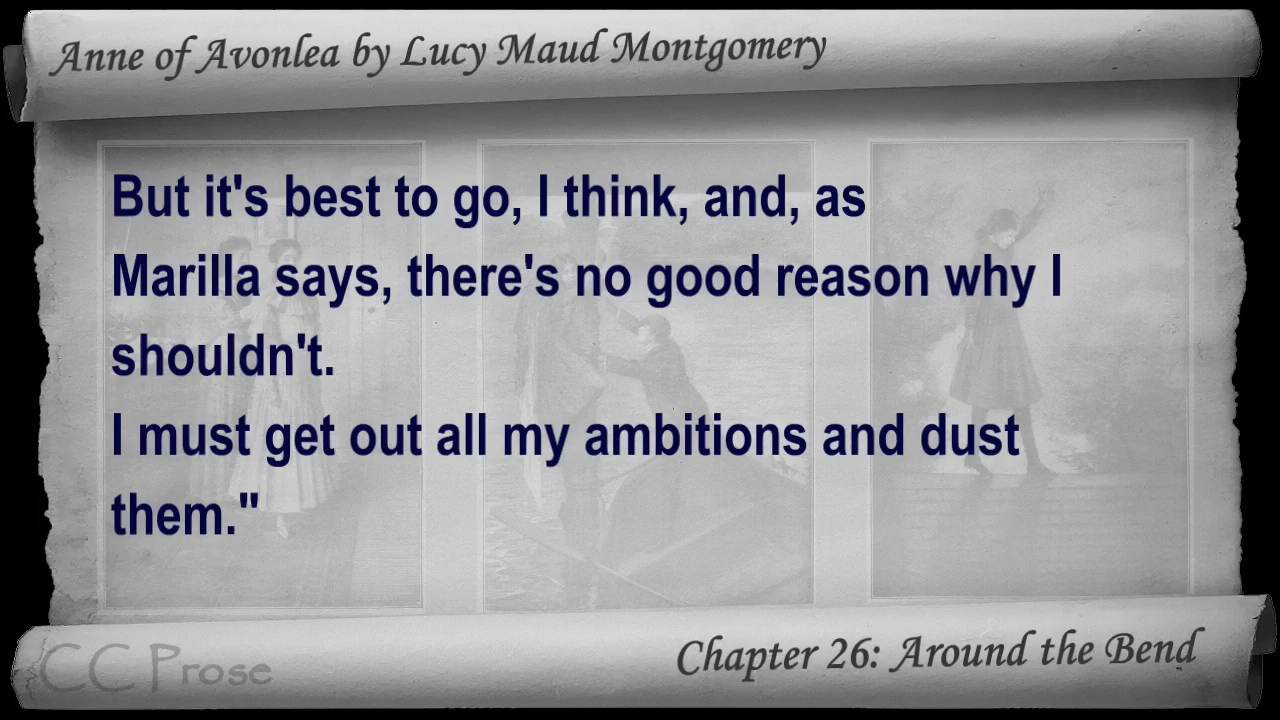 Anne of Avonlea by Lucy Maud Montgomery
But it's best to go, I think, and, as
Marilla says, there's no good reason why I
shouldn't.
I must get out all my ambitions and dust
them."
CC Prose
Chapter 26: Around the Bend